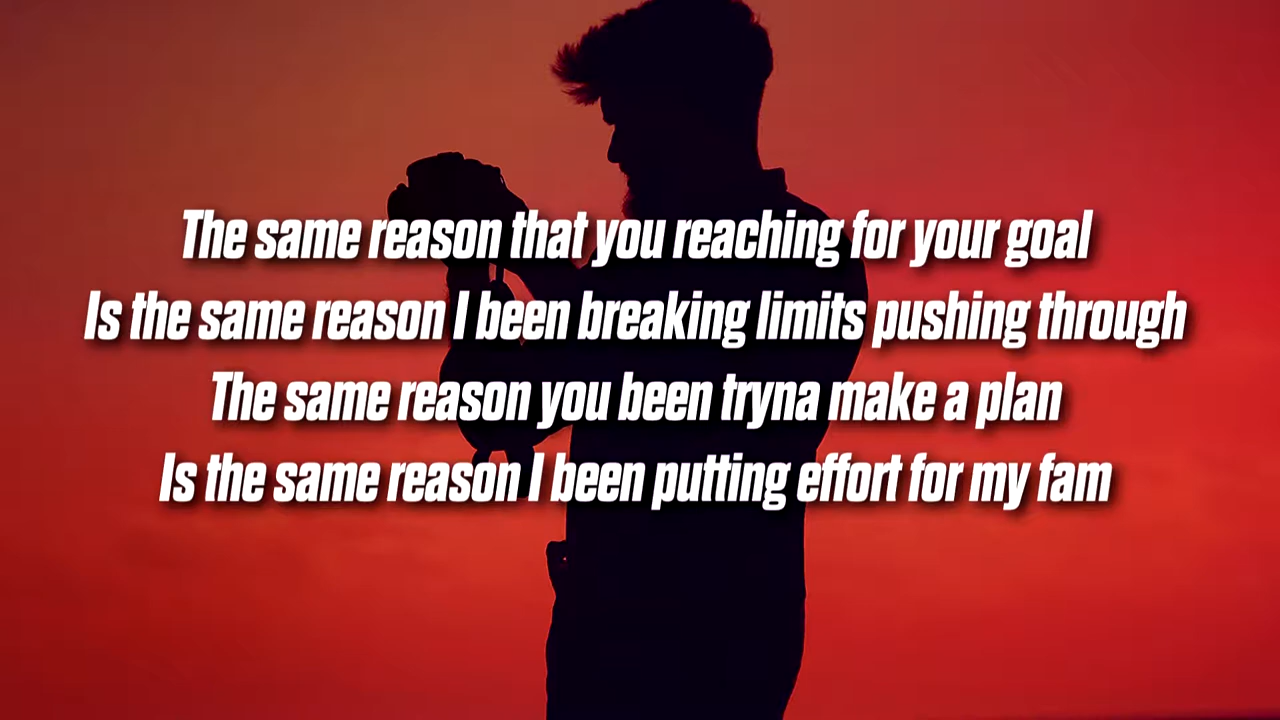 The same reason that you reaching for your goal
Is the same reason I been breaking limits pushing through
The same reason you been tryna make a plan
Is the same reason I been putting effort for my fam